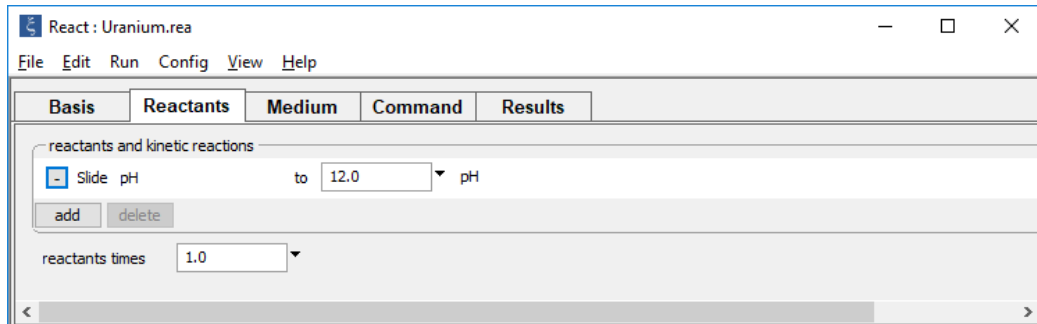 React : Uranium.rea
File Edit Run Config View Help
Basis Reactants Medium Command Results
reactants and kinetic reactions
- Slide pH to 12.0 pH
add delete
reactants times 1.0